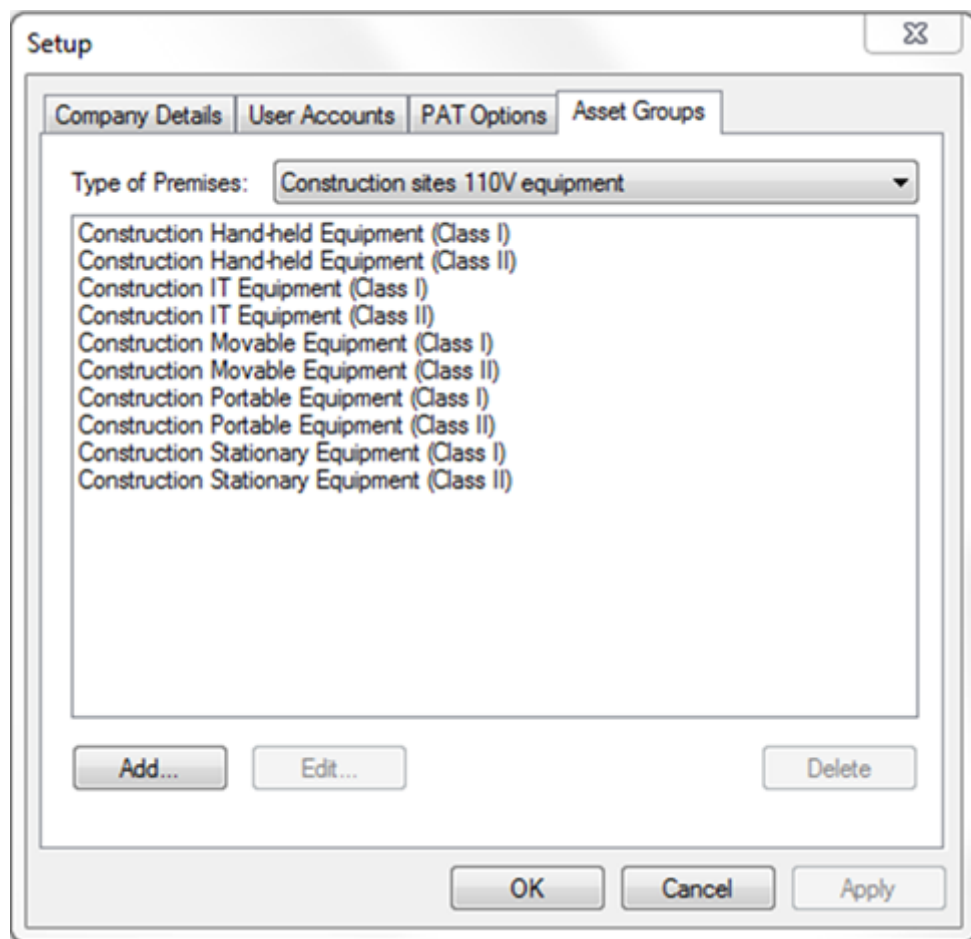 Setup
Company Details User Accounts PAT Options Asset Groups
Type of Premises: Construction sites 110V equipment
Construction Hand-held Equipment (Class I)
Construction Hand-held Equipment (Class II)
Construction IT Equipment (Class I)
Construction IT Equipment (Class II)
Construction Movable Equipment (Class I)
Construction Movable Equipment (Class II)
Construction Portable Equipment (Class I)
Construction Portable Equipment (Class II)
Construction Stationary Equipment (Class I)
Construction Stationary Equipment (Class II)
Add... Edit... Delete
OK Cancel Apply